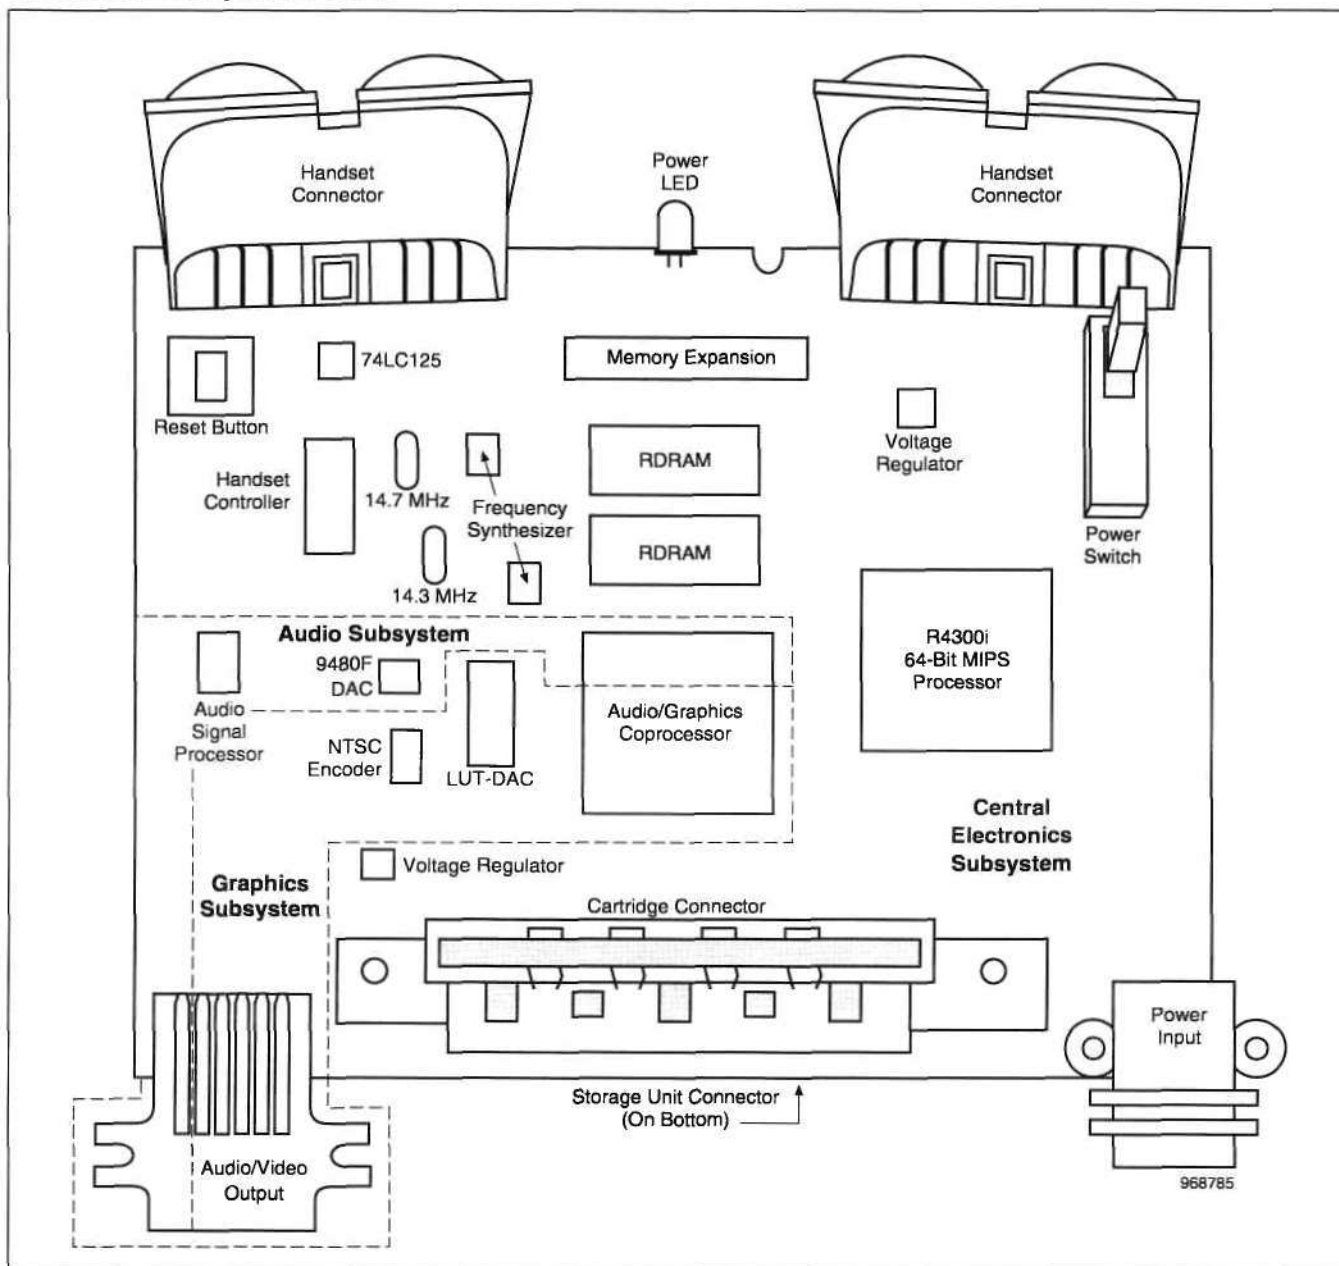 Handset
Connector
Power
LED
Handset
Connector
74LC125
Memory Expansion
Reset Button
Voltage
Regulator
Handset
Controller
14.7 MHz
Frequency
Synthesizer
RDRAM
RDRAM
14.3 MHz
Power
Switch
Audio Subsystem
9480F
DAC
Audio
Signal
Processor
NTSC
Encoder
LUT-DAC
Audio/Graphics
Coprocessor
R4300i
64-Bit MIPS
Processor
Central
Electronics
Subsystem
Voltage Regulator
Graphics
Subsystem
Cartridge Connector
Power
Input
Storage Unit Connector
(On Bottom)
Audio/Video
Output
968785